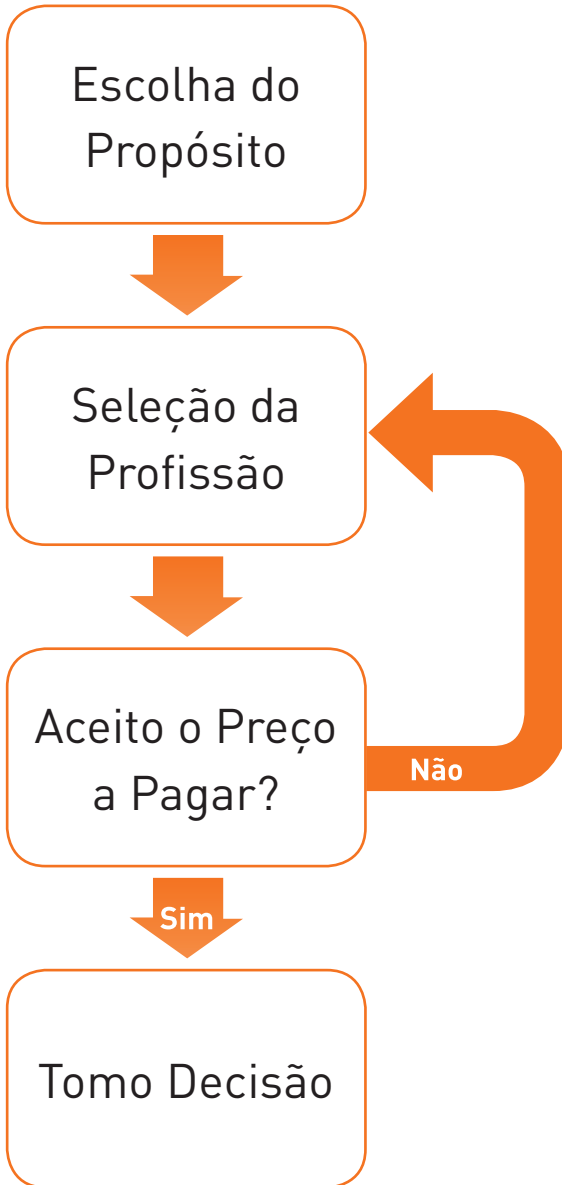 Escolha do
Propósito
Seleção da
Profissão
Aceito o Preço
a Pagar?
Não
Sim
Tomo Decisão